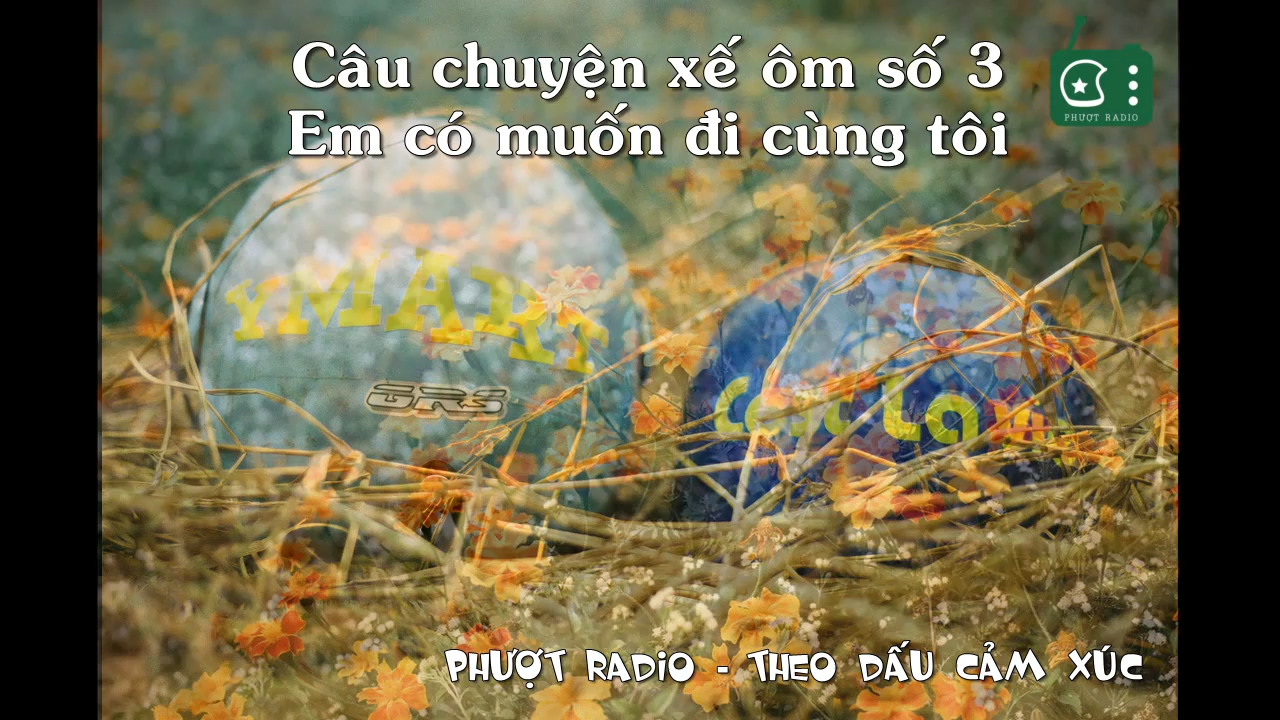 Câu chuyện xế ôm số 3
Em có muốn đi cùng tôi
PHƯỢT RADIO
YMART
GRS
PHƯỢT RADIO - THEO DẤU CẢM XÚC